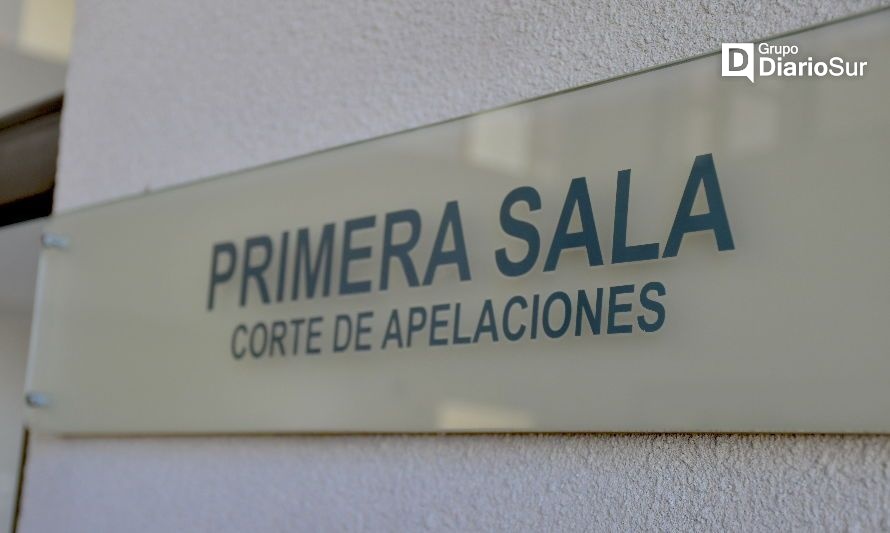 Grupo
DiarioSur
PRIMERA SALA
CORTE DE APELACIONES